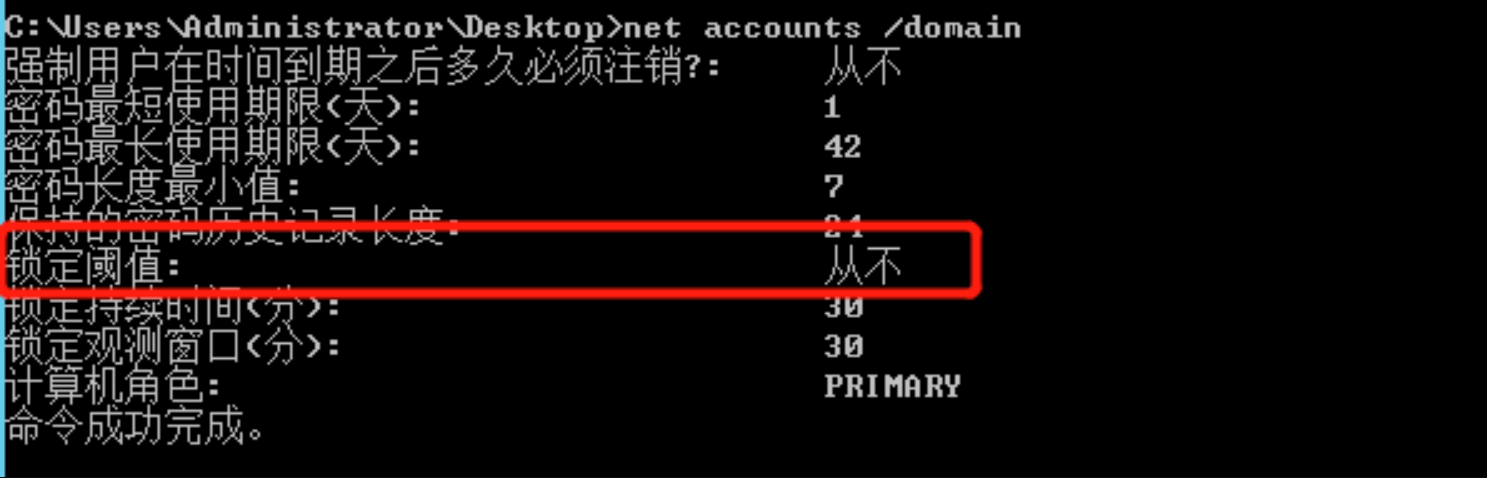 C:\Users\Administrator\Desktop>net accounts /domain
强制用户在时间到期之后多久必须注销?: 从不
密码最短使用期限(天): 1
密码最长使用期限(天): 42
密码长度最小值: 7
保持的密码历史记录长度: 24
锁定阈值: 从不
锁定持续时间(分): 30
锁定观测窗口(分): 30
计算机角色: PRIMARY
命令成功完成。